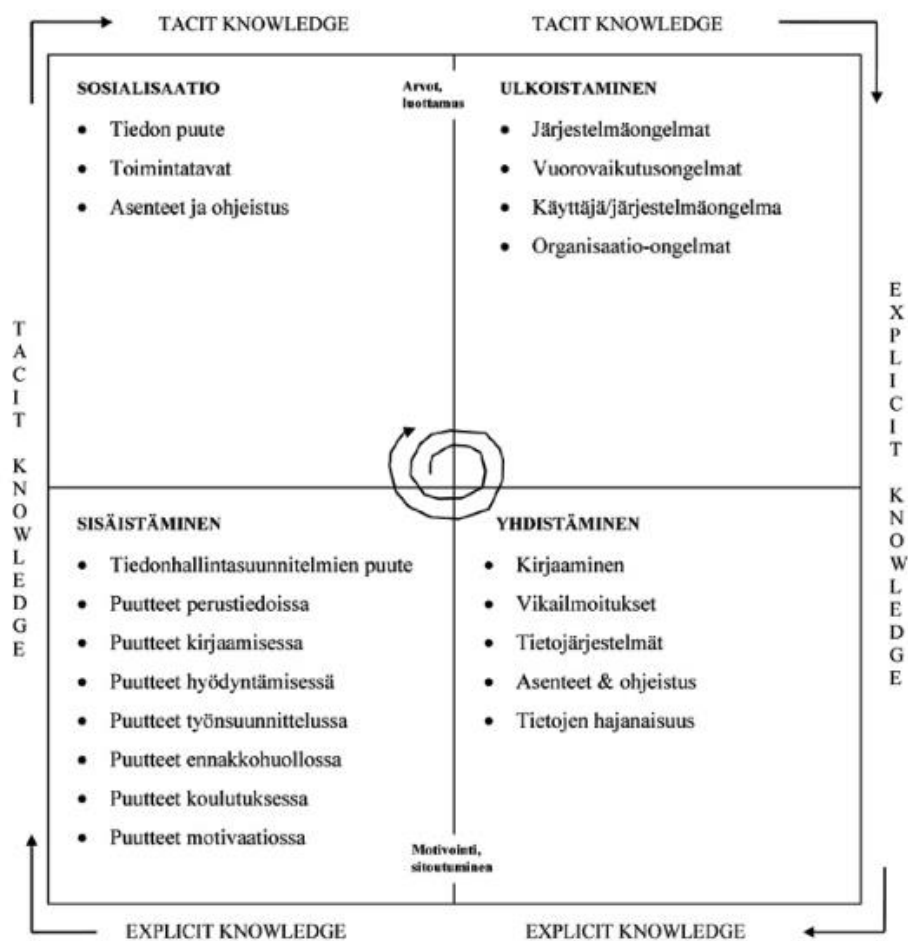 TACIT KNOWLEDGE
TACIT KNOWLEDGE
SOSIALISAATIO
Tiedon puute
Toimintatavat
Asenteet ja ohjeistus
Arvot,
luottamus
ULKOISTAMINEN
Järjestelmäongelmat
Vuorovaikutusongelmat
Käyttäjä/järjestelmäongelma
Organisaatio-ongelmat
TACIT KNOWLEDGE
EXPLICIT KNOWLEDGE
SISÄISTÄMINEN
Tiedonhallintasuunnitelmien puute
Puutteet perustiedoissa
Puutteet kirjaamisessa
Puutteet hyödyntämisessä
Puutteet työnsuunnittelussa
Puutteet ennakkohuollossa
Puutteet koulutuksessa
Puutteet motivaatiossa
YHDISTÄMINEN
Kirjaaminen
Vikailmoitukset
Tietojärjestelmät
Asenteet & ohjeistus
Tietojen hajanaisuus
Motivointi,
sitoutuminen
EXPLICIT KNOWLEDGE
EXPLICIT KNOWLEDGE